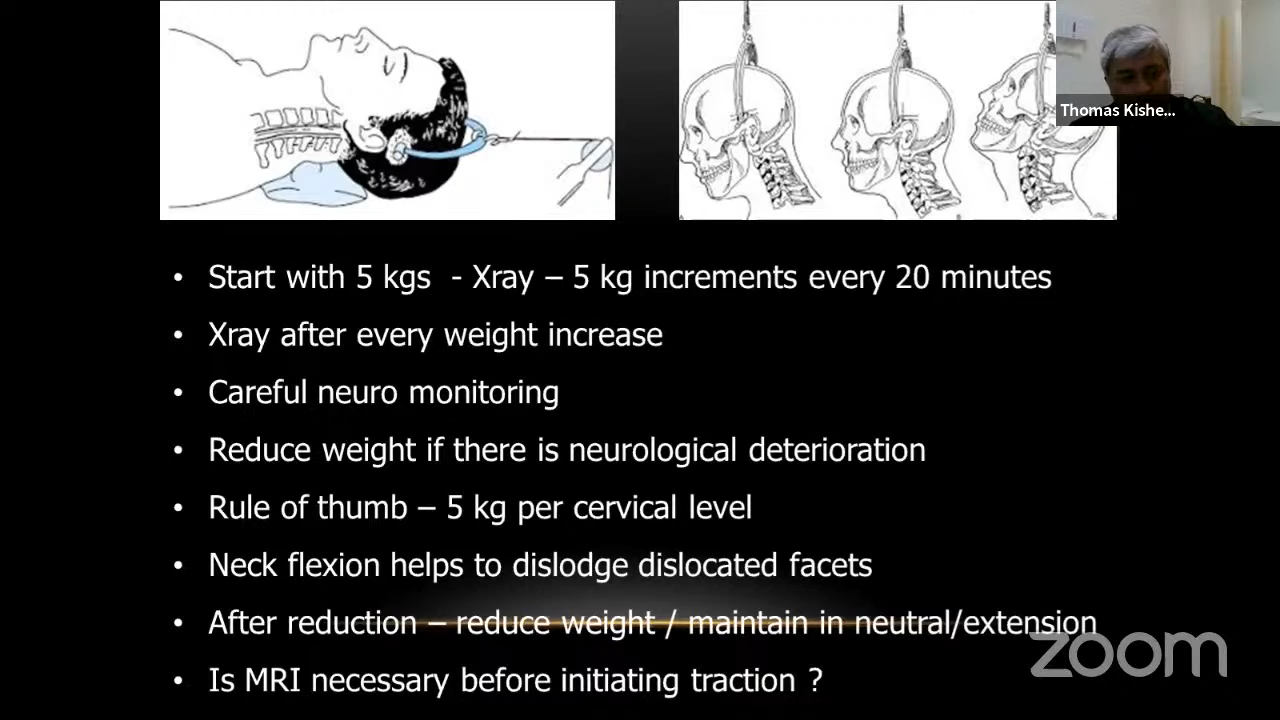 Thomas Kishe...
• Start with 5 kgs - Xray – 5 kg increments every 20 minutes
• Xray after every weight increase
• Careful neuro monitoring
• Reduce weight if there is neurological deterioration
• Rule of thumb – 5 kg per cervical level
• Neck flexion helps to dislodge dislocated facets
• After reduction – reduce weight / maintain in neutral/extension
• Is MRI necessary before initiating traction ?
zoom